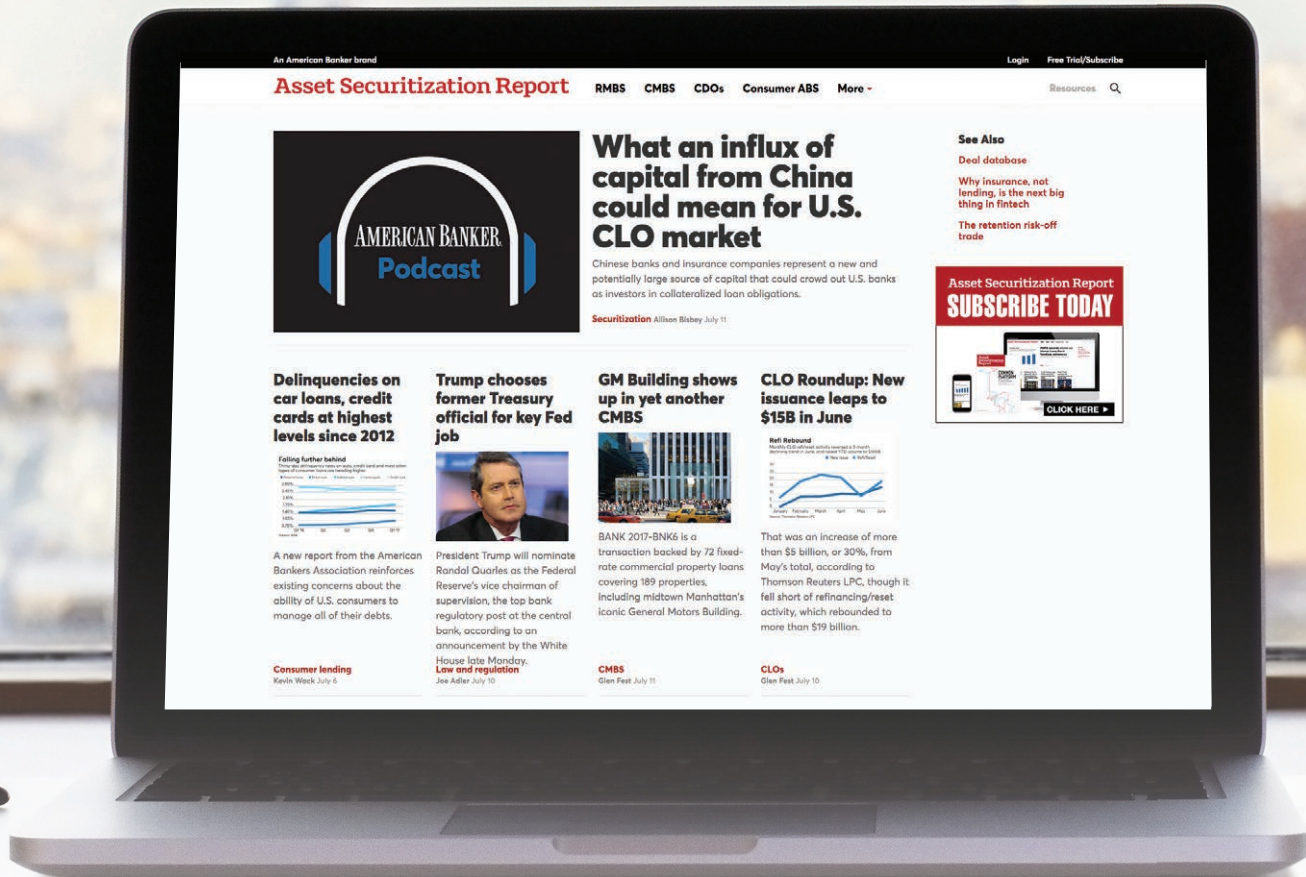 An American Banker brand
Login Free Trial/Subscribe
Asset Securitization Report
RMBS CMBS CDOs Consumer ABS More
Resources
AMERICAN BANKER
Podcast
What an influx of
capital from China
could mean for U.S.
CLO market
Chinese banks and insurance companies represent a new and
potentially large source of capital that could crowd out U.S. banks
as investors in collateralized loan obligations.
Securitization Allison Bisbey July 11
See Also
Deal database
Why insurance, not
lending, is the next big
thing in fintech
The retention risk-off
trade
Asset Securitization Report
SUBSCRIBE TODAY
CLICK HERE
Delinquencies on
car loans, credit
cards at highest
levels since 2012
Falling further behind
A new report from the American
Bankers Association reinforces
existing concerns about the
ability of U.S. consumers to
manage all of their debts.
Consumer lending
Kevin Wack July 6
Trump chooses
former Treasury
official for key Fed
job
President Trump will nominate
Randal Quarles as the Federal
Reserve's vice chairman of
supervision, the top bank
regulatory post at the central
bank, according to an
announcement by the White
House late Monday.
Law and regulation
Joe Adler July 10
GM Building shows
up in yet another
CMBS
BANK 2017-BNK6 is a
transaction backed by 72 fixed-
rate commercial property loans
covering 189 properties,
including midtown Manhattan's
iconic General Motors Building.
CMBS
Glen Fest July 11
CLO Roundup: New
issuance leaps to
$15B in June
Refi Rebound
January February March April May June
That was an increase of more
than $5 billion, or 30%, from
May's total, according to
Thomson Reuters LPC, though it
fell short of refinancing/reset
activity, which rebounded to
more than $19 billion.
CLOs
Glen Fest July 10